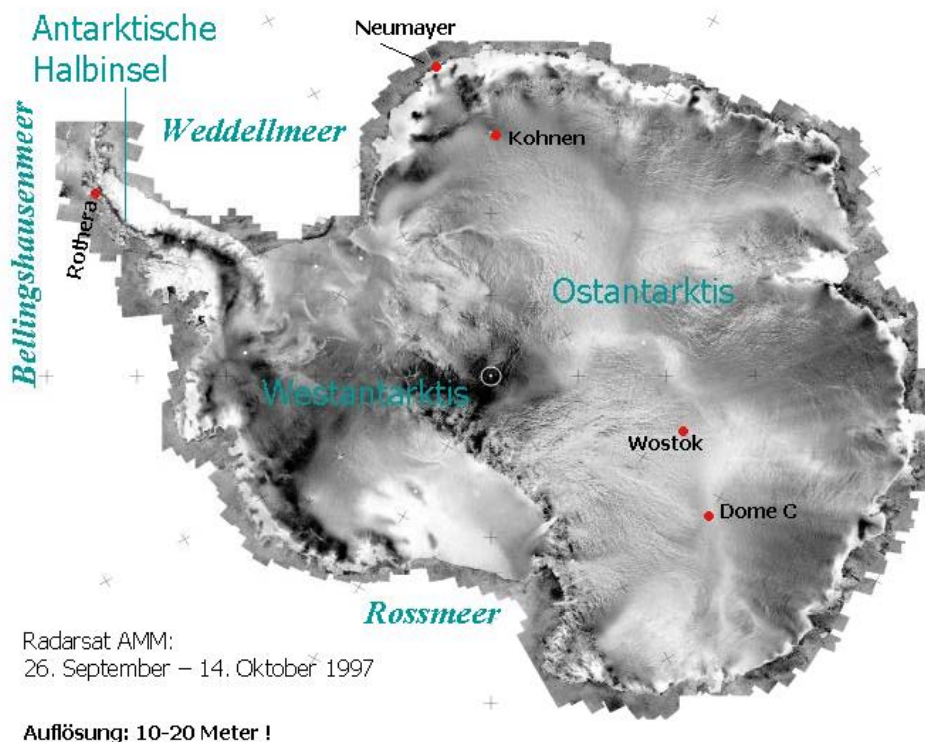 Antarktische
Halbinsel
Neumayer
Weddellmeer
Kohnen
Bellingshausenmeer
Rothera
Ostantarktis
Westantarktis
Wostok
Dome C
Rossmeer
Radarsat AMM:
26. September – 14. Oktober 1997
Auflösung: 10-20 Meter !